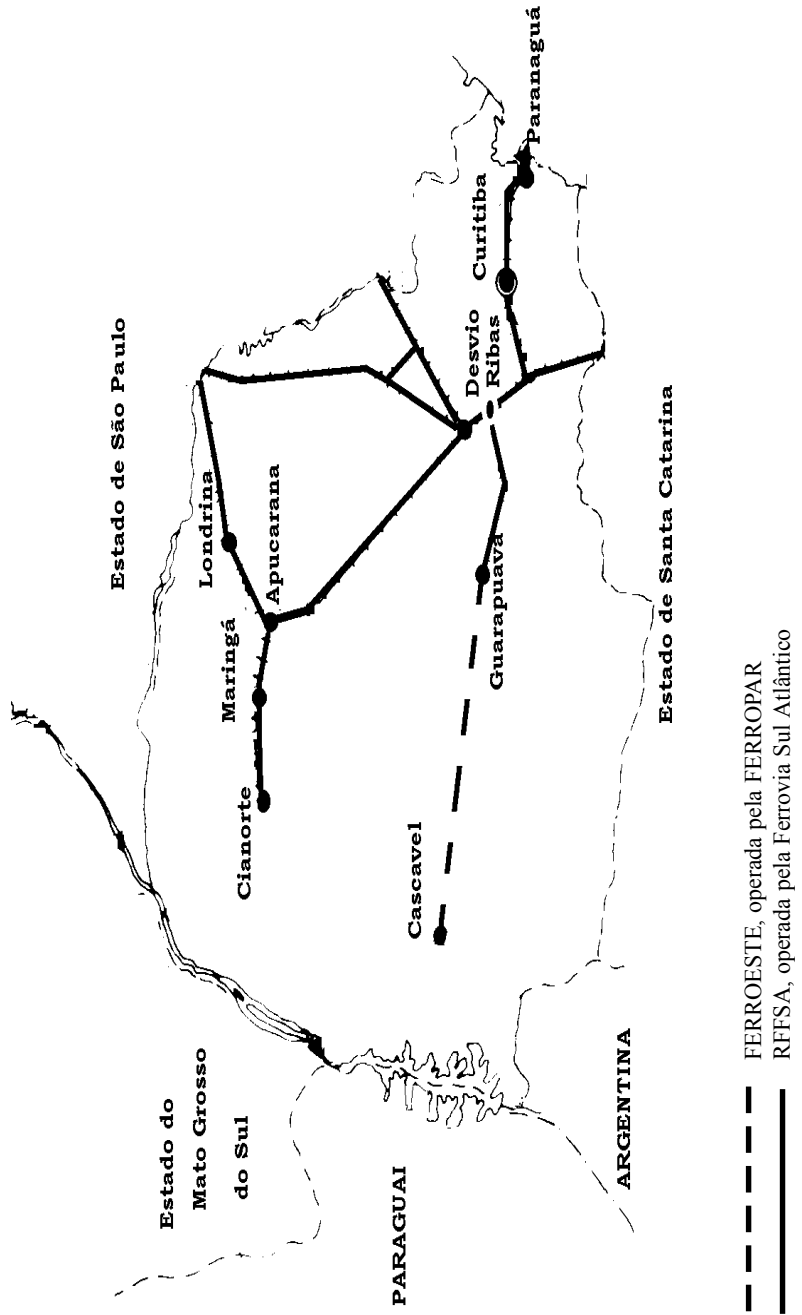 Estado de São Paulo
Estado do
Mato Grosso
do Sul
Londrina
Apucarana
Maringá
Cianorte
Desvio
Ribas
Curitiba
Paranaguá
Cascavel
Guarapuava
PARAGUAI
ARGENTINA
Estado de Santa Catarina
FERROESTE, operada pela FERROPAR
RFFSA, operada pela Ferrovia Sul Atlântico